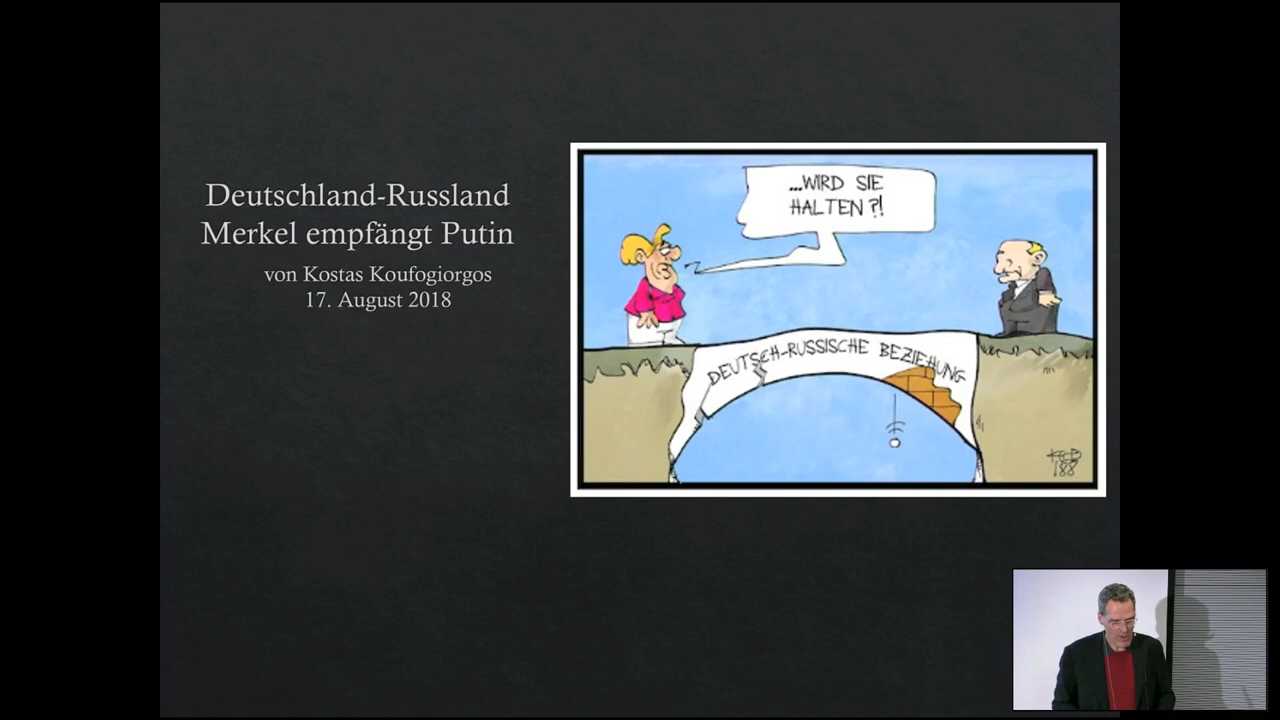 Deutschland-Russland
Merkel empfängt Putin
von Kostas Koufogiorgos
17. August 2018
...WIRD SIE
HALTEN?!
DEUTSCH-RUSSISCHE BEZIEHUNG